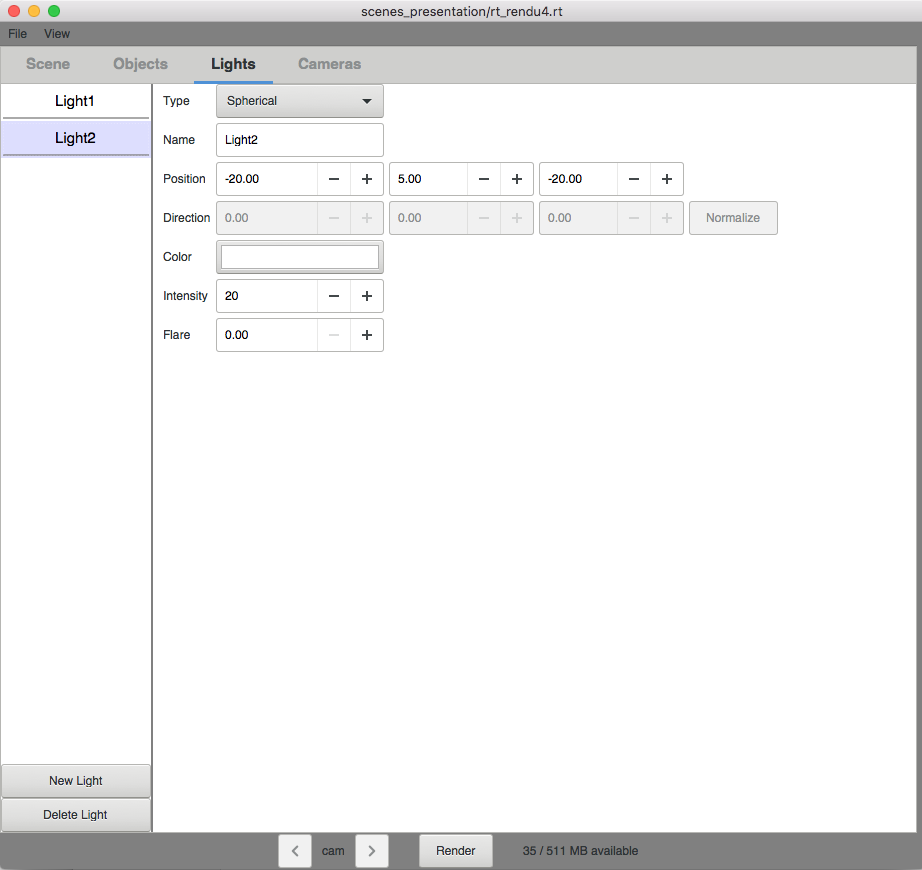 scenes_presentation/rt_rendu4.rt
File View
Scene Objects Lights Cameras
Light1
Light2
Type Spherical
Name Light2
Position -20.00 − + 5.00 − + -20.00 − +
Direction 0.00 − + 0.00 − + 0.00 − + Normalize
Color
Intensity 20 − +
Flare 0.00 − +
New Light
Delete Light
< cam > Render 35 / 511 MB available